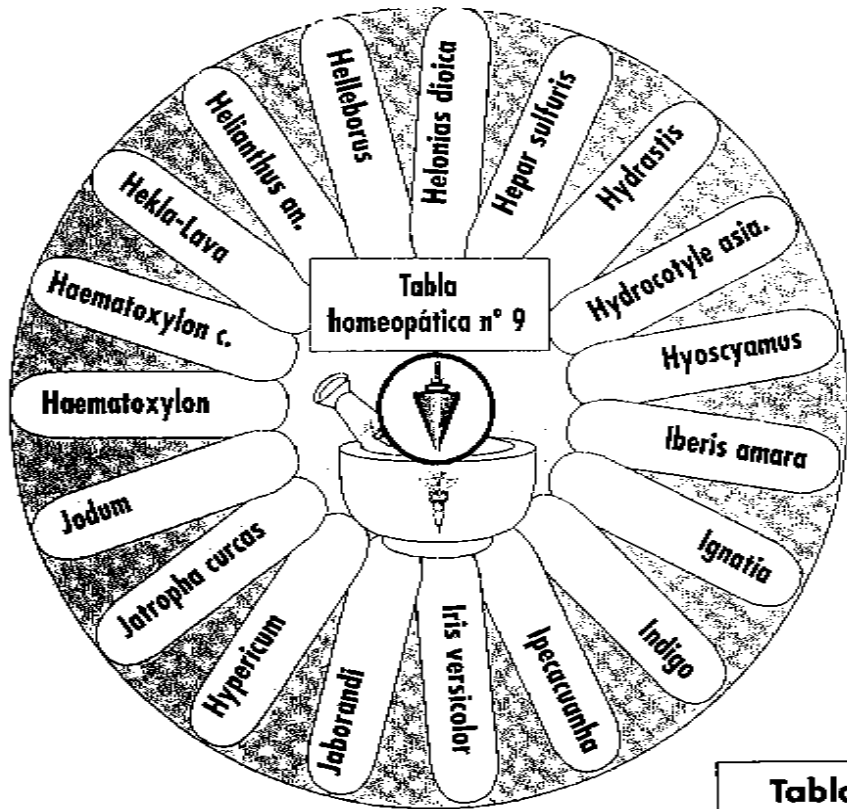 Tabla
homeopática n° 9
Haematoxylon
Haematoxylon c.
Hekla-Lava
Helianthus an.
Helleborus
Helonias dioica
Hepar sulfuris
Hydrastis
Hydrocotyle asia.
Hyoscyamus
Iberis amara
Ignatia
Indigo
Ipecacuanha
Iris versicolor
Jaborandi
Hypericum
Jatropha curcas
Jodum
Tabla